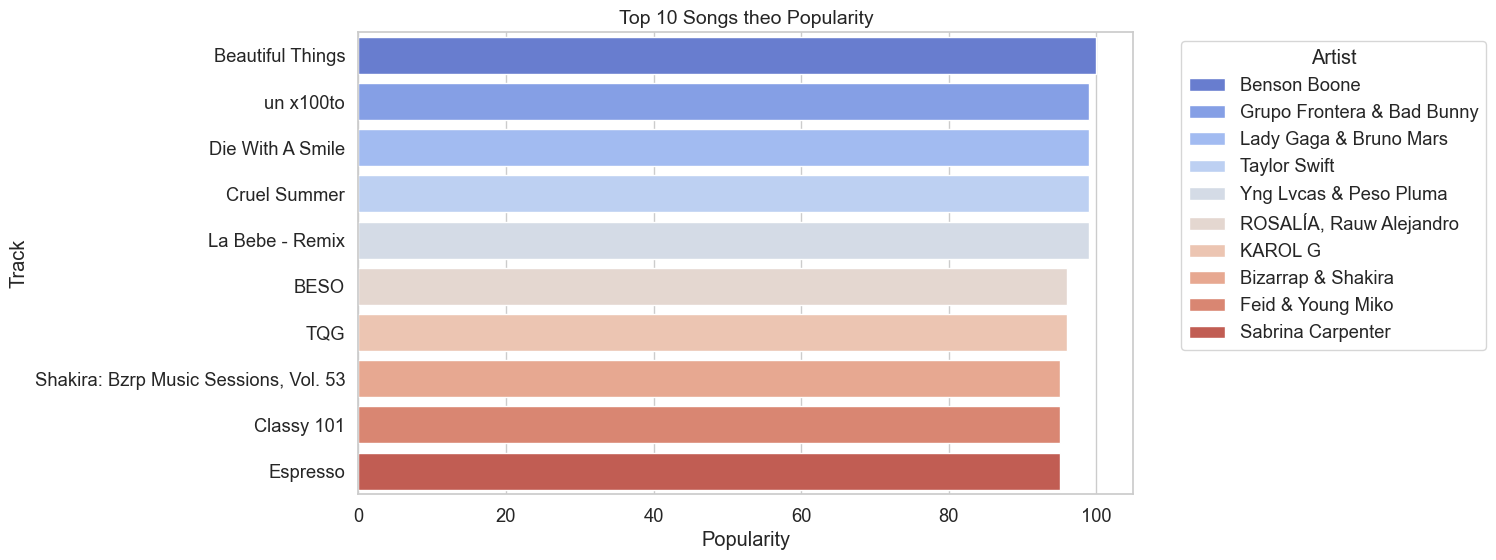 Top 10 Songs theo Popularity
Track
Beautiful Things
un x100to
Die With A Smile
Cruel Summer
La Bebe - Remix
BESO
TQG
Shakira: Bzrp Music Sessions, Vol. 53
Classy 101
Espresso
0 20 40 60 80 100
Popularity
Artist
Benson Boone
Grupo Frontera & Bad Bunny
Lady Gaga & Bruno Mars
Taylor Swift
Yng Lvcas & Peso Pluma
ROSALÍA, Rauw Alejandro
KAROL G
Bizarrap & Shakira
Feid & Young Miko
Sabrina Carpenter